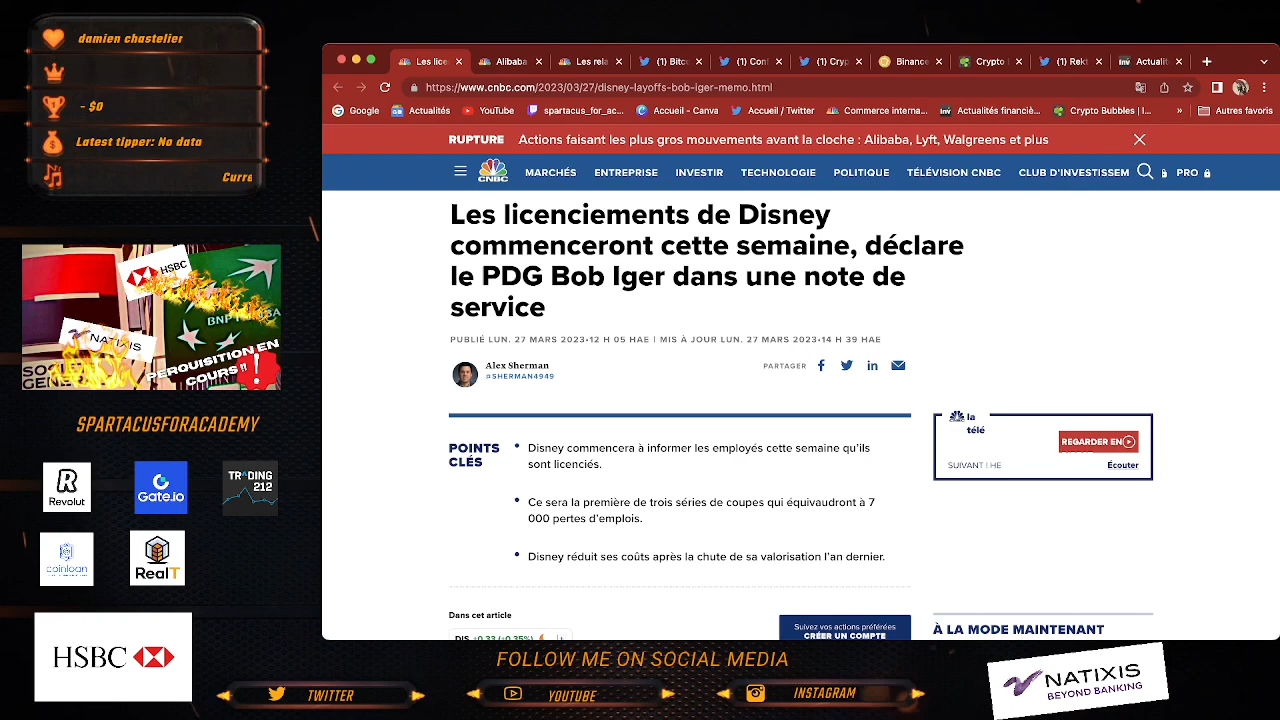 damien chastelier
- $0
Latest tipper: No data
Curre
HSBC
BNP
NATIXIS
SOCIÉTÉ
GÉNÉR
PERQUISITION EN
COURS !!
SPARTACUSFORACADEMY
Revolut
Gate.io
TRADING
212
coinloan
RealT
HSBC
Les lice
Alibaba
Les rela
(1) Bitc
(1) Conf
(1) Cryp
Binance
Crypto |
(1) Rekt
Actualit
https://www.cnbc.com/2023/03/27/disney-layoffs-bob-iger-memo.html
Google
Actualités
YouTube
spartacus_for_ac...
Accueil - Canva
Accueil / Twitter
Commerce interna...
Actualités financiè...
Crypto Bubbles |...
»
Autres favoris
RUPTURE Actions faisant les plus gros mouvements avant la cloche : Alibaba, Lyft, Walgreens et plus
CNBC
MARCHÉS
ENTREPRISE
INVESTIR
TECHNOLOGIE
POLITIQUE
TÉLÉVISION CNBC
CLUB D'INVESTISSEM
PRO
Les licenciements de Disney
commenceront cette semaine, déclare
le PDG Bob Iger dans une note de
service
PUBLIÉ LUN. 27 MARS 2023•12 H 05 HAE | MIS À JOUR LUN. 27 MARS 2023•14 H 39 HAE
Alex Sherman
@SHERMAN4949
PARTAGER
POINTS
CLÉS
Disney commencera à informer les employés cette semaine qu'ils
sont licenciés.
Ce sera la première de trois séries de coupes qui équivaudront à 7
000 pertes d'emplois.
Disney réduit ses coûts après la chute de sa valorisation l'an dernier.
la
télé
REGARDER EN
SUIVANT | HE
Écouter
Dans cet article
DIS +0.33 (+0.35%)
Suivez vos actions préférées
CRÉER UN COMPTE
À LA MODE MAINTENANT
FOLLOW ME ON SOCIAL MEDIA
TWITTER
YOUTUBE
INSTAGRAM
NATIXIS
BEYOND BANKING